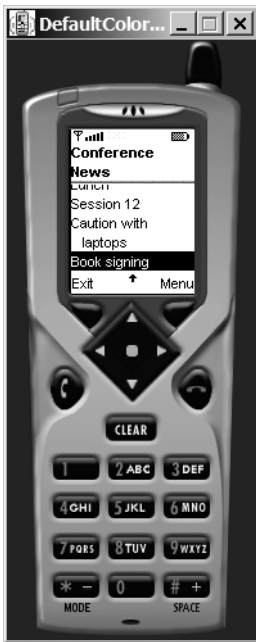 DefaultColor...
Conference
News
Lunch
Session 12
Caution with
laptops
Book signing
Exit Menu
CLEAR
1 2 ABC 3 DEF
4 GHI 5 JKL 6 MNO
7 PQRS 8 TUV 9 WXYZ
* - 0 # +
MODE SPACE